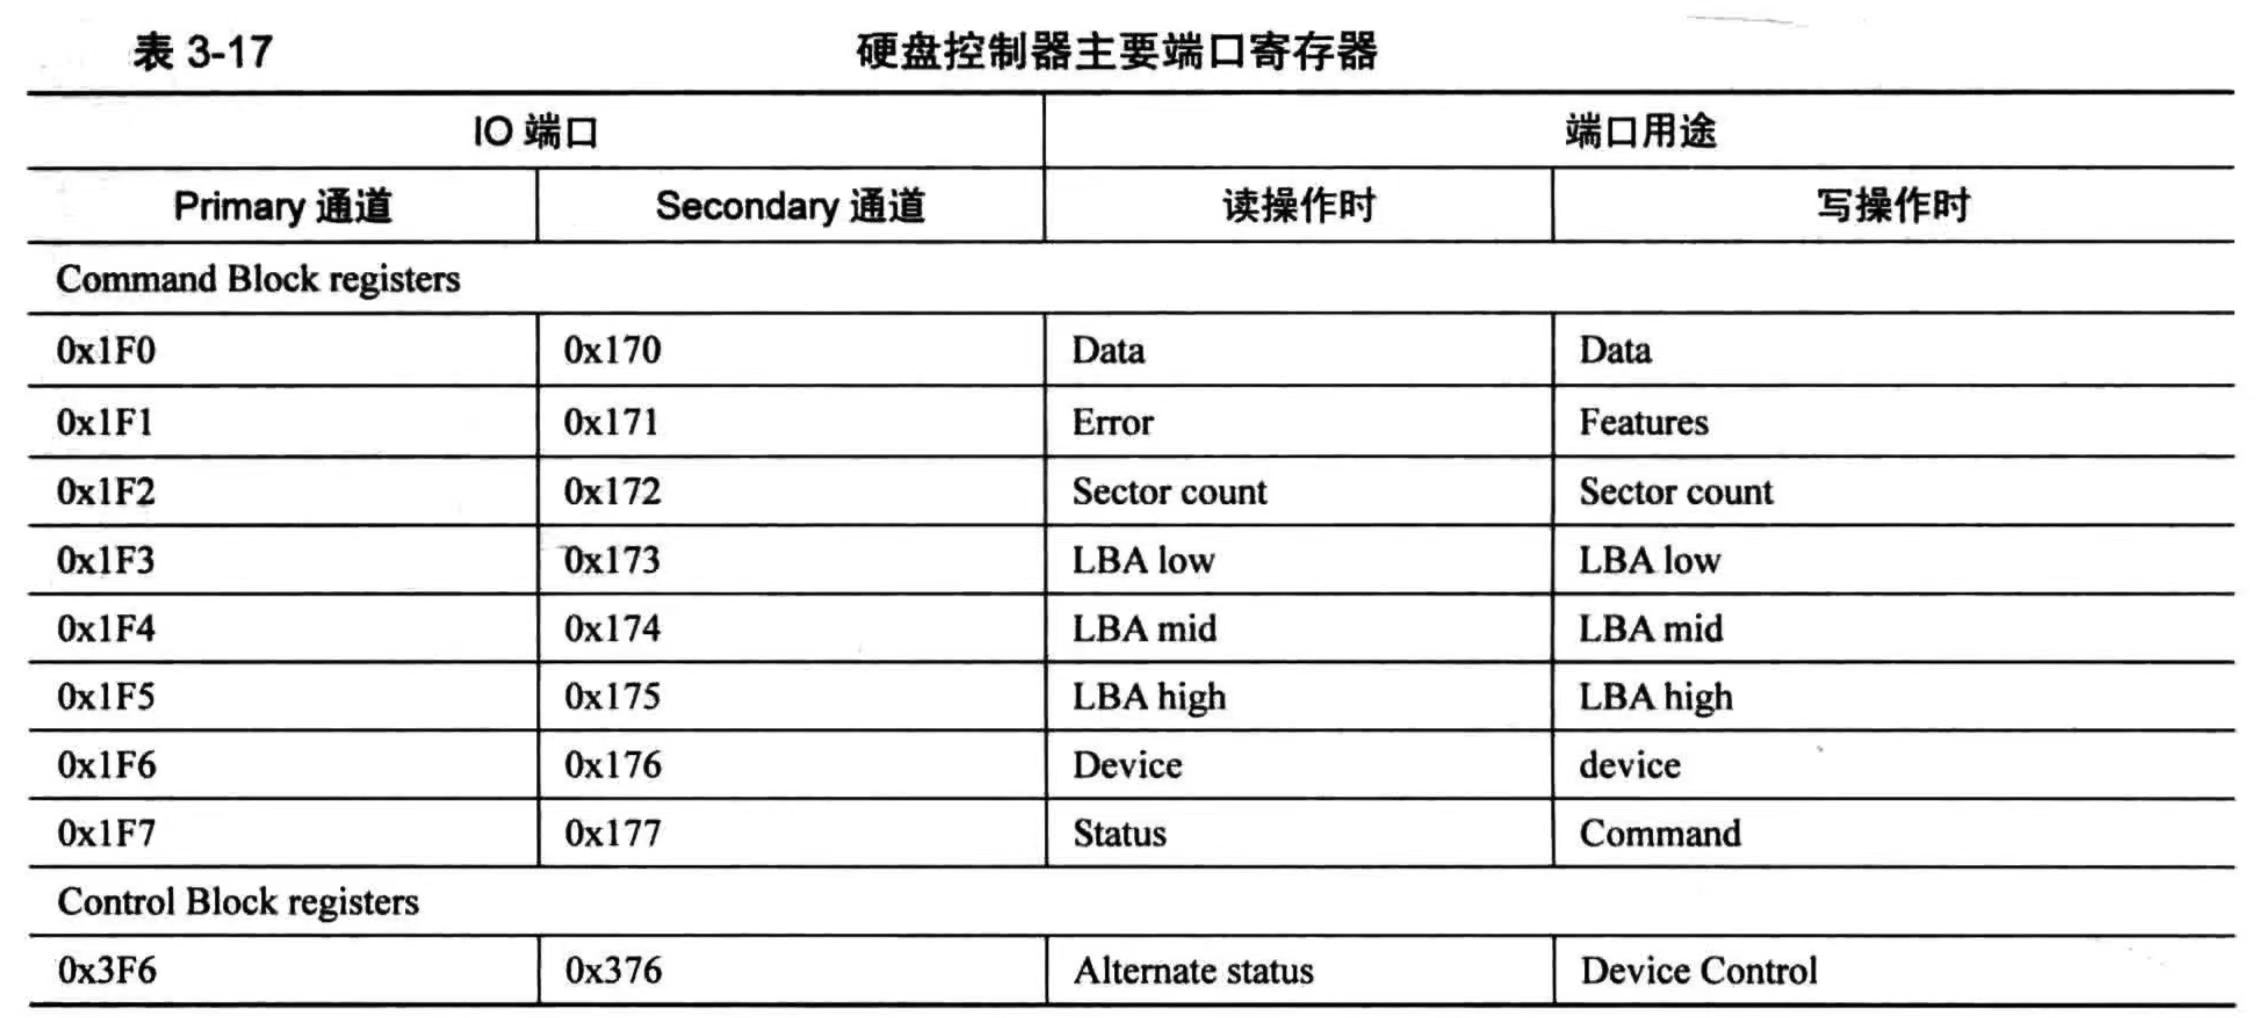 表 3-17 硬盘控制器主要端口寄存器
IO 端口 端口用途
Primary 通道 Secondary 通道 读操作时 写操作时
Command Block registers
0x1F0 0x170 Data Data
0x1F1 0x171 Error Features
0x1F2 0x172 Sector count Sector count
0x1F3 0x173 LBA low LBA low
0x1F4 0x174 LBA mid LBA mid
0x1F5 0x175 LBA high LBA high
0x1F6 0x176 Device device
0x1F7 0x177 Status Command
Control Block registers
0x3F6 0x376 Alternate status Device Control